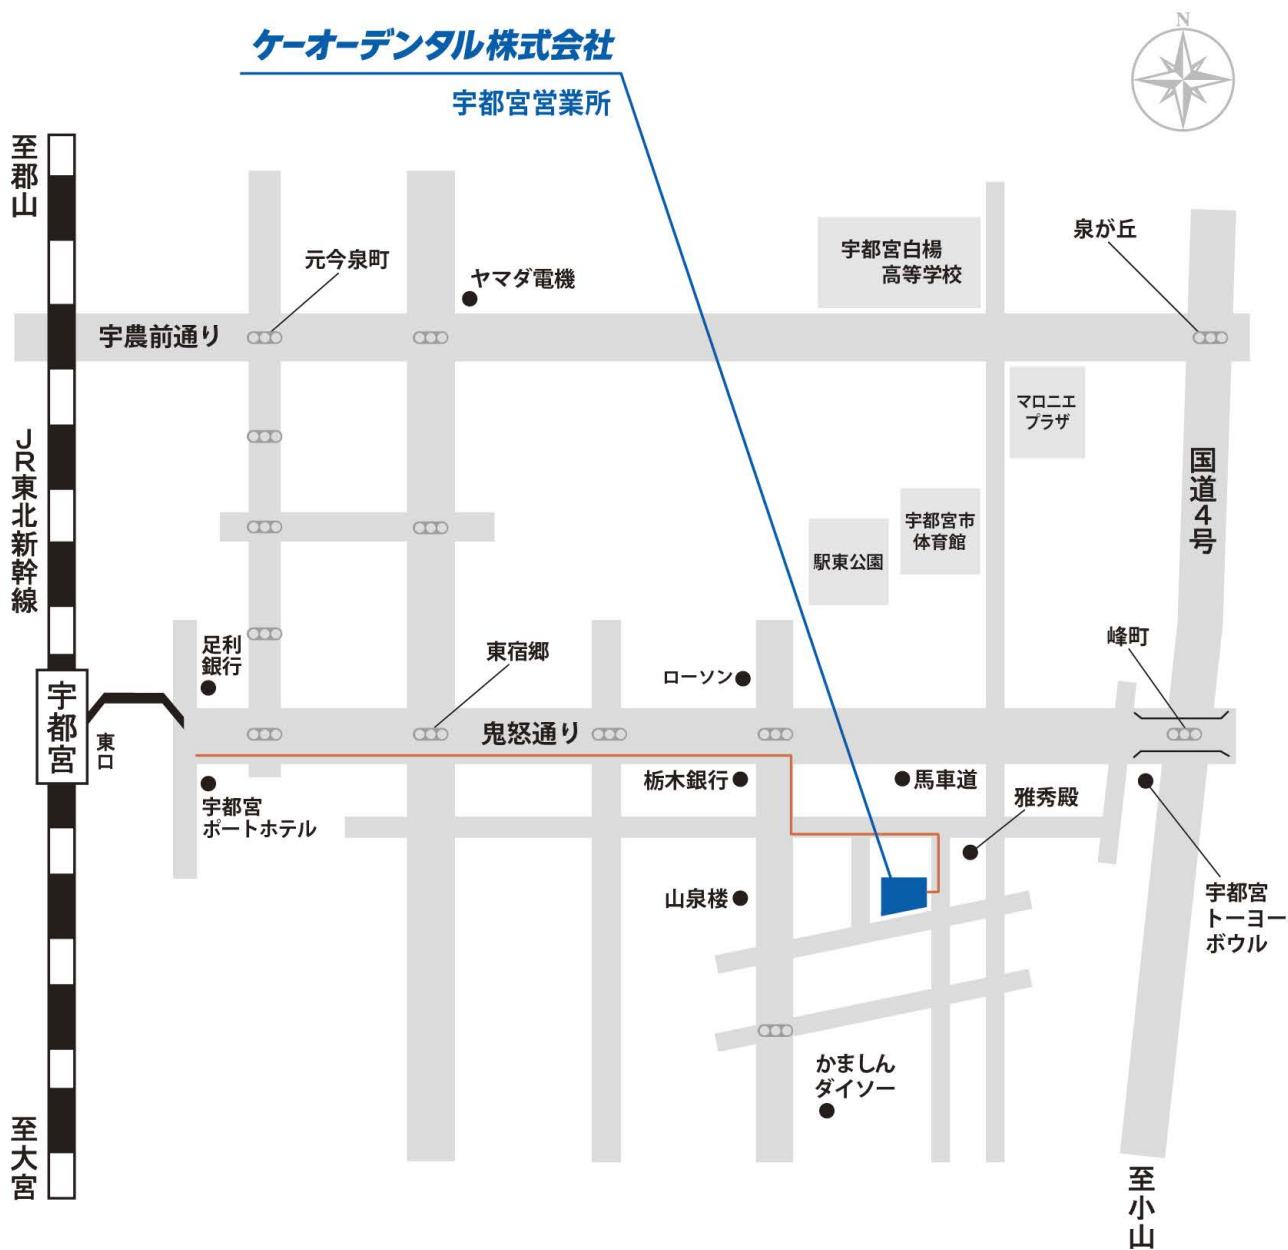 N
ケーオーデンタル株式会社
宇都宮営業所
至郡山
元今泉町
ヤマダ電機
宇都宮白楊
高等学校
泉が丘
宇農前通り
マロニエ
プラザ
JR東北新幹線
国道4号
宇都宮市
体育館
駅東公園
足利
銀行
東宿郷
ローソン
峰町
宇都宮
東口
鬼怒通り
宇都宮
ポートホテル
栃木銀行
馬車道
雅秀殿
山泉楼
宇都宮
トーヨー
ボウル
かましん
ダイソー
至大宮
至小山